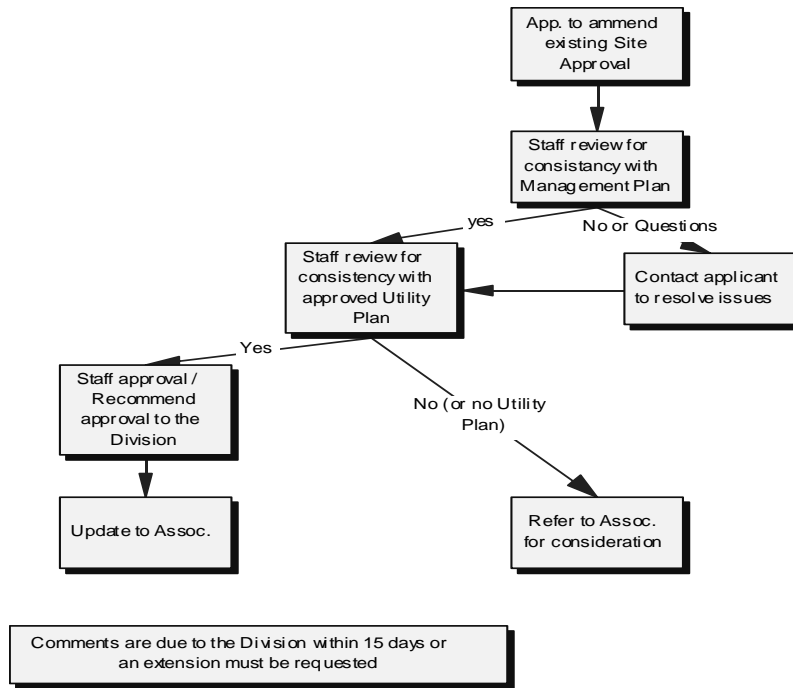 App. to ammend
existing Site
Approval
Staff review for
consistancy with
Management Plan
yes
No or Questions
Staff review for
consistency with
approved Utility
Plan
Contact applicant
to resolve issues
Yes
Staff approval /
Recommend
approval to the
Division
No (or no Utility
Plan)
Update to Assoc.
Refer to Assoc.
for consideration
Comments are due to the Division within 15 days or
an extension must be requested